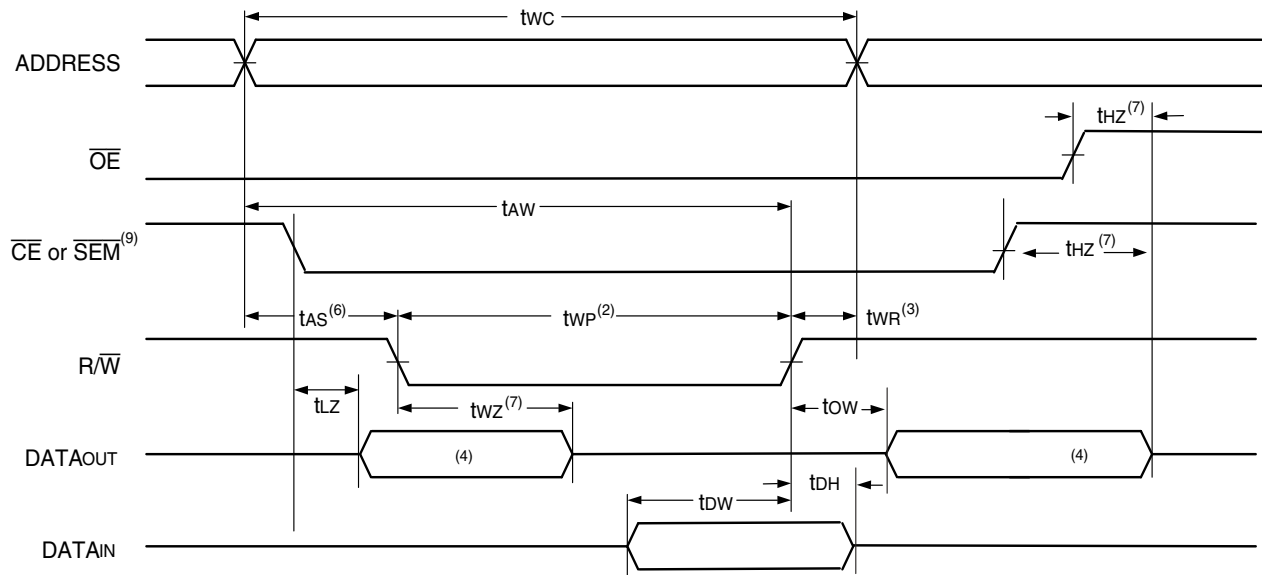 tWC
ADDRESS
tHZ(7)
OE
tAW
CE or SEM(9)
tHZ(7)
tAS(6)
tWP(2)
tWR(3)
R/W
tLZ
tWZ(7)
tOW
DATAOUT
(4)
(4)
tDW
tDH
DATAIN